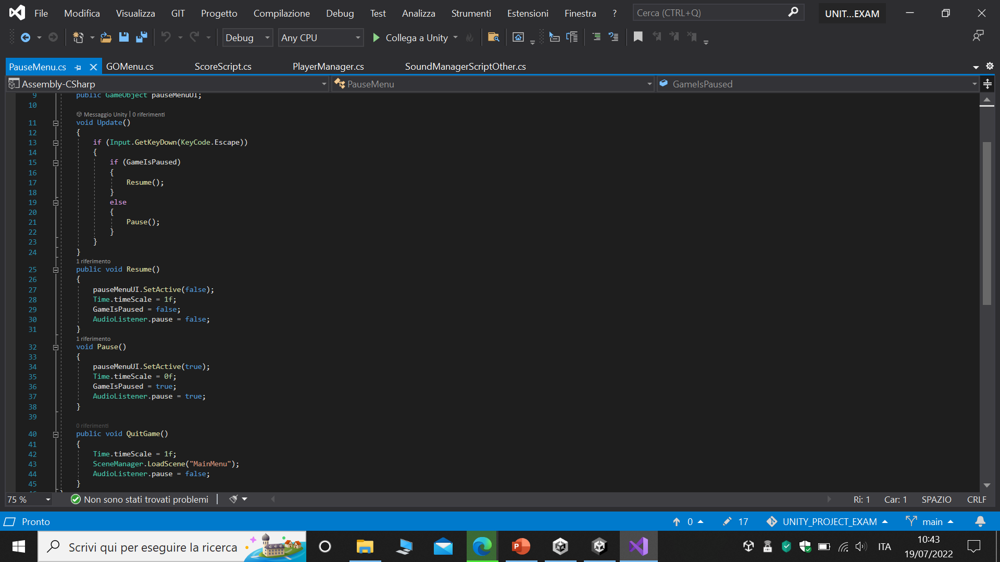 File Modifica Visualizza GIT Progetto Compilazione Debug Test Analizza Strumenti Estensioni Finestra ? Cerca (CTRL+Q) UNIT...EXAM
Debug Any CPU Collega a Unity
PauseMenu.cs GOMenu.cs ScoreScript.cs PlayerManager.cs SoundManagerScriptOther.cs
Assembly-CSharp PauseMenu GameIsPaused
9 public GameObject pauseMenuUI;
10
Messaggio Unity | 0 riferimenti
11 void Update()
12 {
13 if (Input.GetKeyDown(KeyCode.Escape))
14 {
15 if (GameIsPaused)
16 {
17 Resume();
18 }
19 else
20 {
21 Pause();
22 }
23 }
24 }
1 riferimento
25 public void Resume()
26 {
27 pauseMenuUI.SetActive(false);
28 Time.timeScale = 1f;
29 GameIsPaused = false;
30 AudioListener.pause = false;
31 }
1 riferimento
32 void Pause()
33 {
34 pauseMenuUI.SetActive(true);
35 Time.timeScale = 0f;
36 GameIsPaused = true;
37 AudioListener.pause = true;
38 }
39
0 riferimenti
40 public void QuitGame()
41 {
42 Time.timeScale = 1f;
43 SceneManager.LoadScene("MainMenu");
44 AudioListener.pause = false;
45 }
75 % Non sono stati trovati problemi Ri: 1 Car: 1 SPAZIO CRLF
Pronto 0 17 UNITY_PROJECT_EXAM main
Scrivi qui per eseguire la ricerca ITA 10:43
19/07/2022